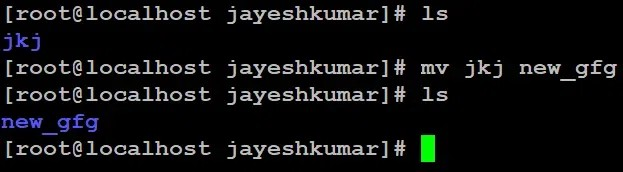 [root@localhost jayeshkumar]# ls
jkj
[root@localhost jayeshkumar]# mv jkj new_gfg
[root@localhost jayeshkumar]# ls
new_gfg
[root@localhost jayeshkumar]#